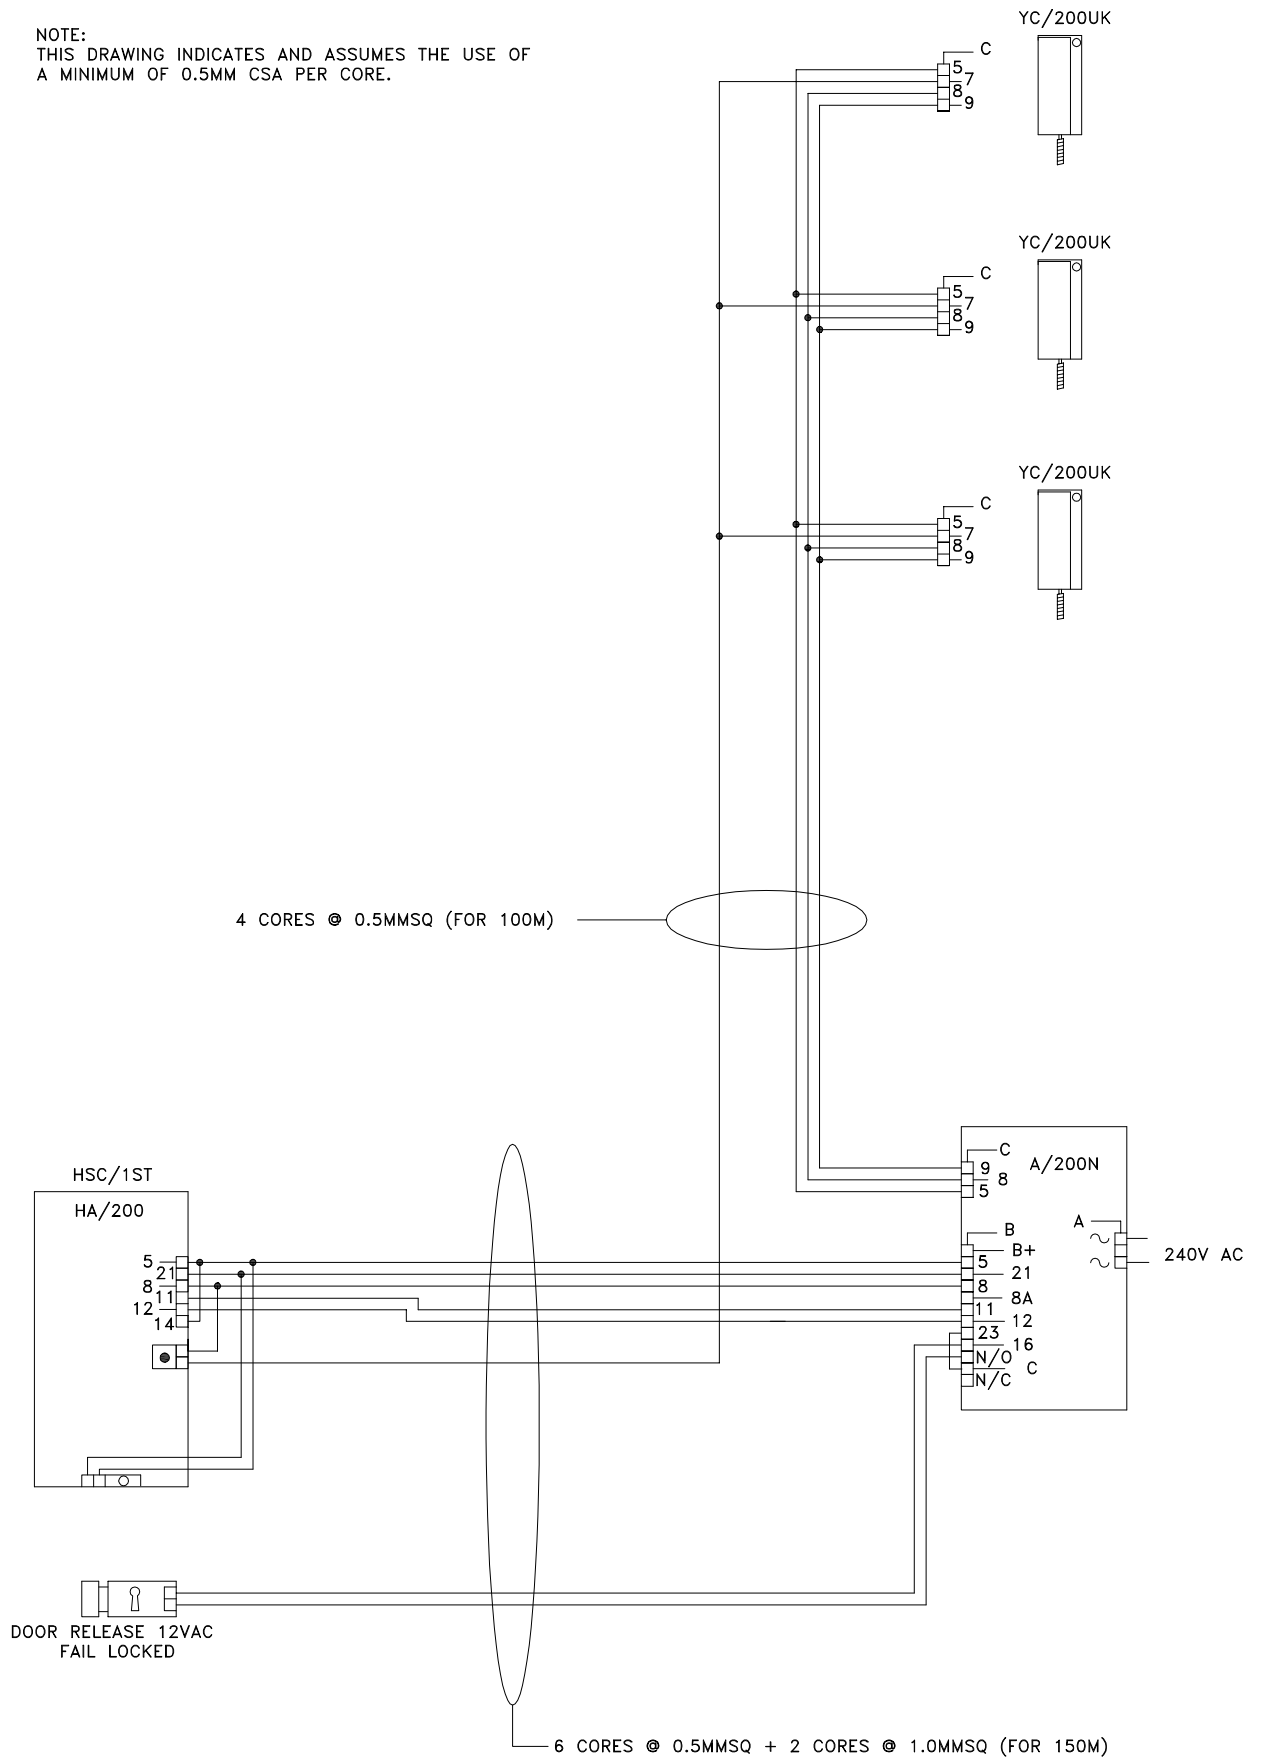 NOTE:
THIS DRAWING INDICATES AND ASSUMES THE USE OF
A MINIMUM OF 0.5MM CSA PER CORE.
YC/200UK
C
5
7
8
9
YC/200UK
C
5
7
8
9
YC/200UK
C
5
7
8
9
4 CORES @ 0.5MMSQ (FOR 100M)
HSC/1ST
HA/200
5
21
8
11
12
14
C
9
8
5
A/200N
B
B+
5
21
8
8A
11
12
23
16
N/O
C
N/C
A
240V AC
DOOR RELEASE 12VAC
FAIL LOCKED
6 CORES @ 0.5MMSQ + 2 CORES @ 1.0MMSQ (FOR 150M)